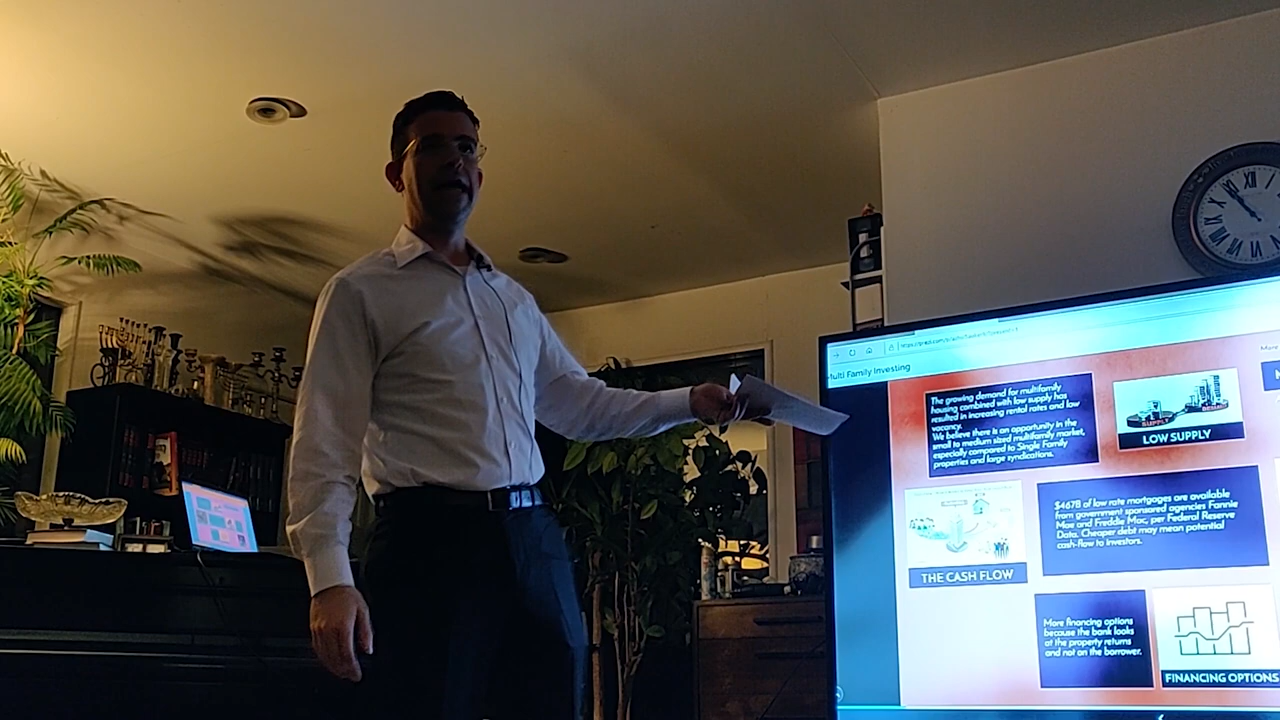 Multi Family Investing
The growing demand for multifamily
housing combined with low supply has
resulted in increasing rental rates and low
vacancy.
We believe there is an opportunity in the
small to medium sized multifamily market,
especially compared to Single Family
properties and large syndications.
SUPPLY
DEMAND
LOW SUPPLY
More
THE CASH FLOW
$467B of low rate mortgages are available
from government sponsored agencies Fannie
Mae and Freddie Mac, per Federal Reserve
Data. Cheaper debt may mean potential
cash-flow to investors.
More financing options
because the bank looks
at the property returns
and not on the borrower.
FINANCING OPTIONS